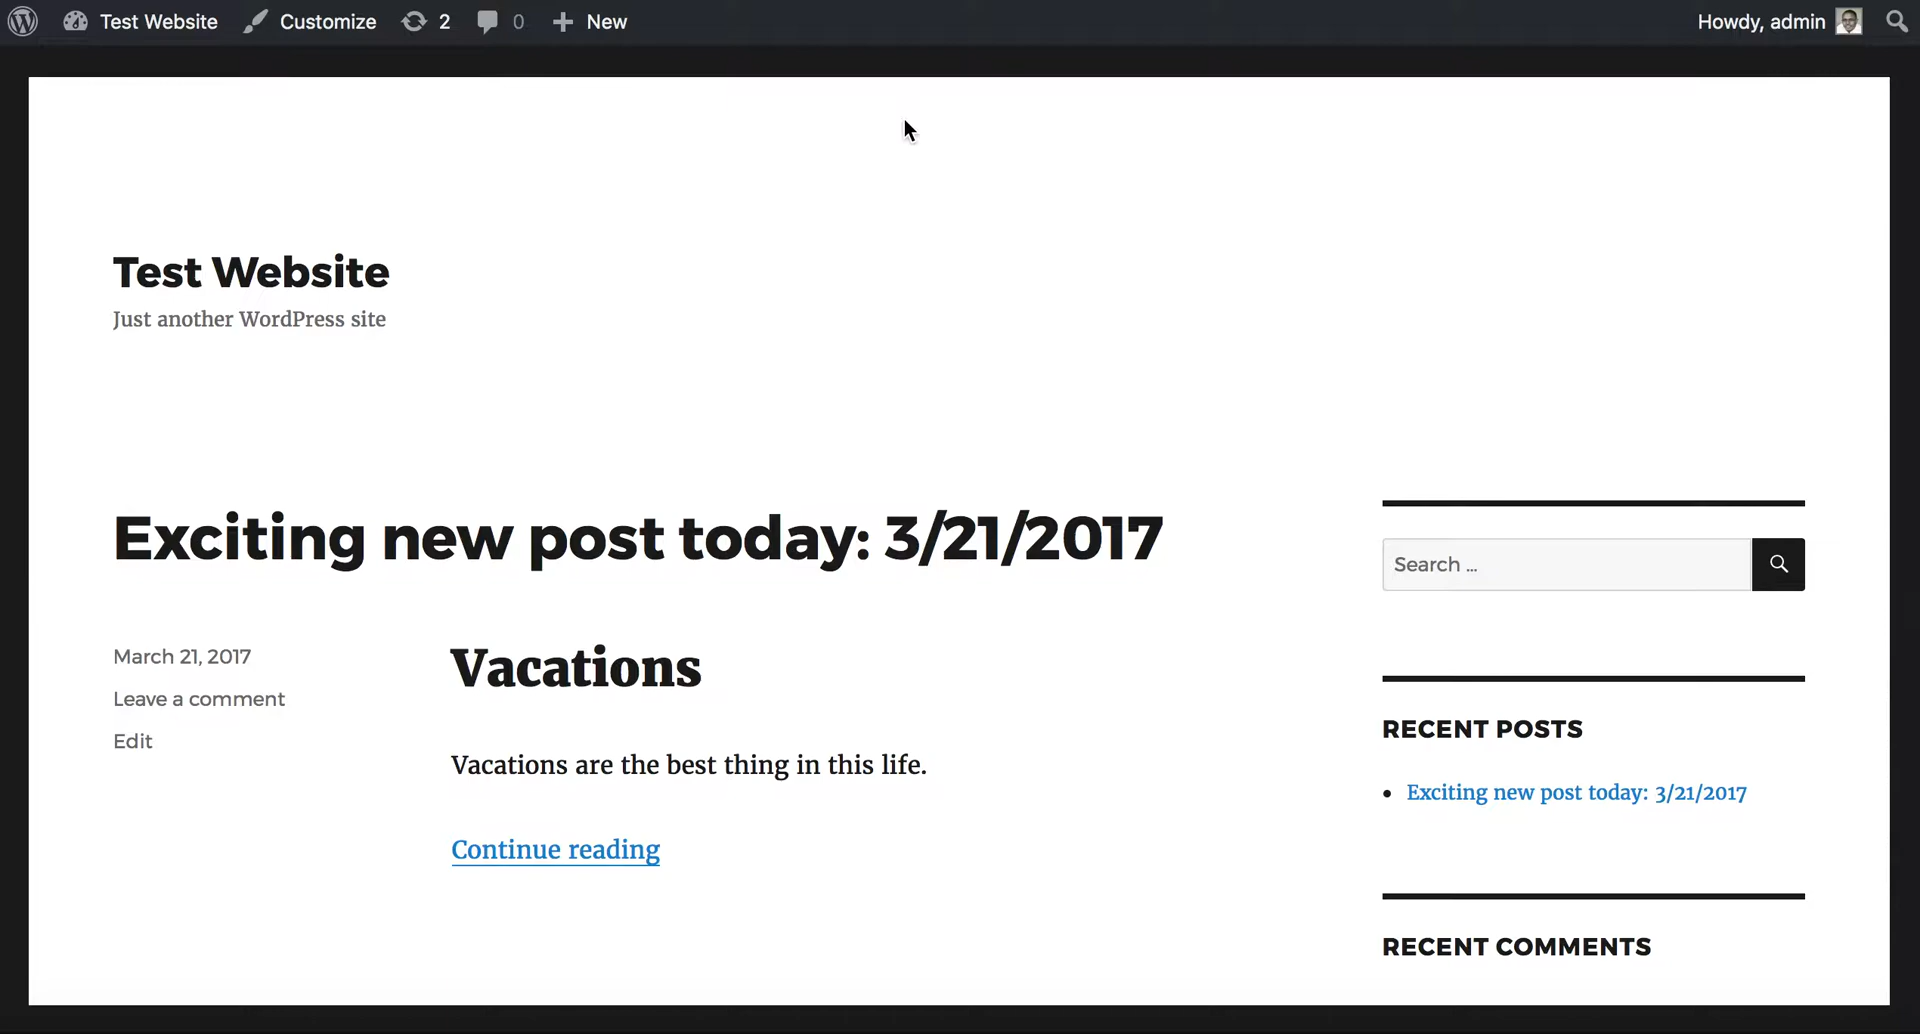 Test Website Customize 2 0 New Howdy, admin
Test Website
Just another WordPress site
Exciting new post today: 3/21/2017
March 21, 2017
Leave a comment
Edit
Vacations
Vacations are the best thing in this life.
Continue reading
Search ...
RECENT POSTS
Exciting new post today: 3/21/2017
RECENT COMMENTS